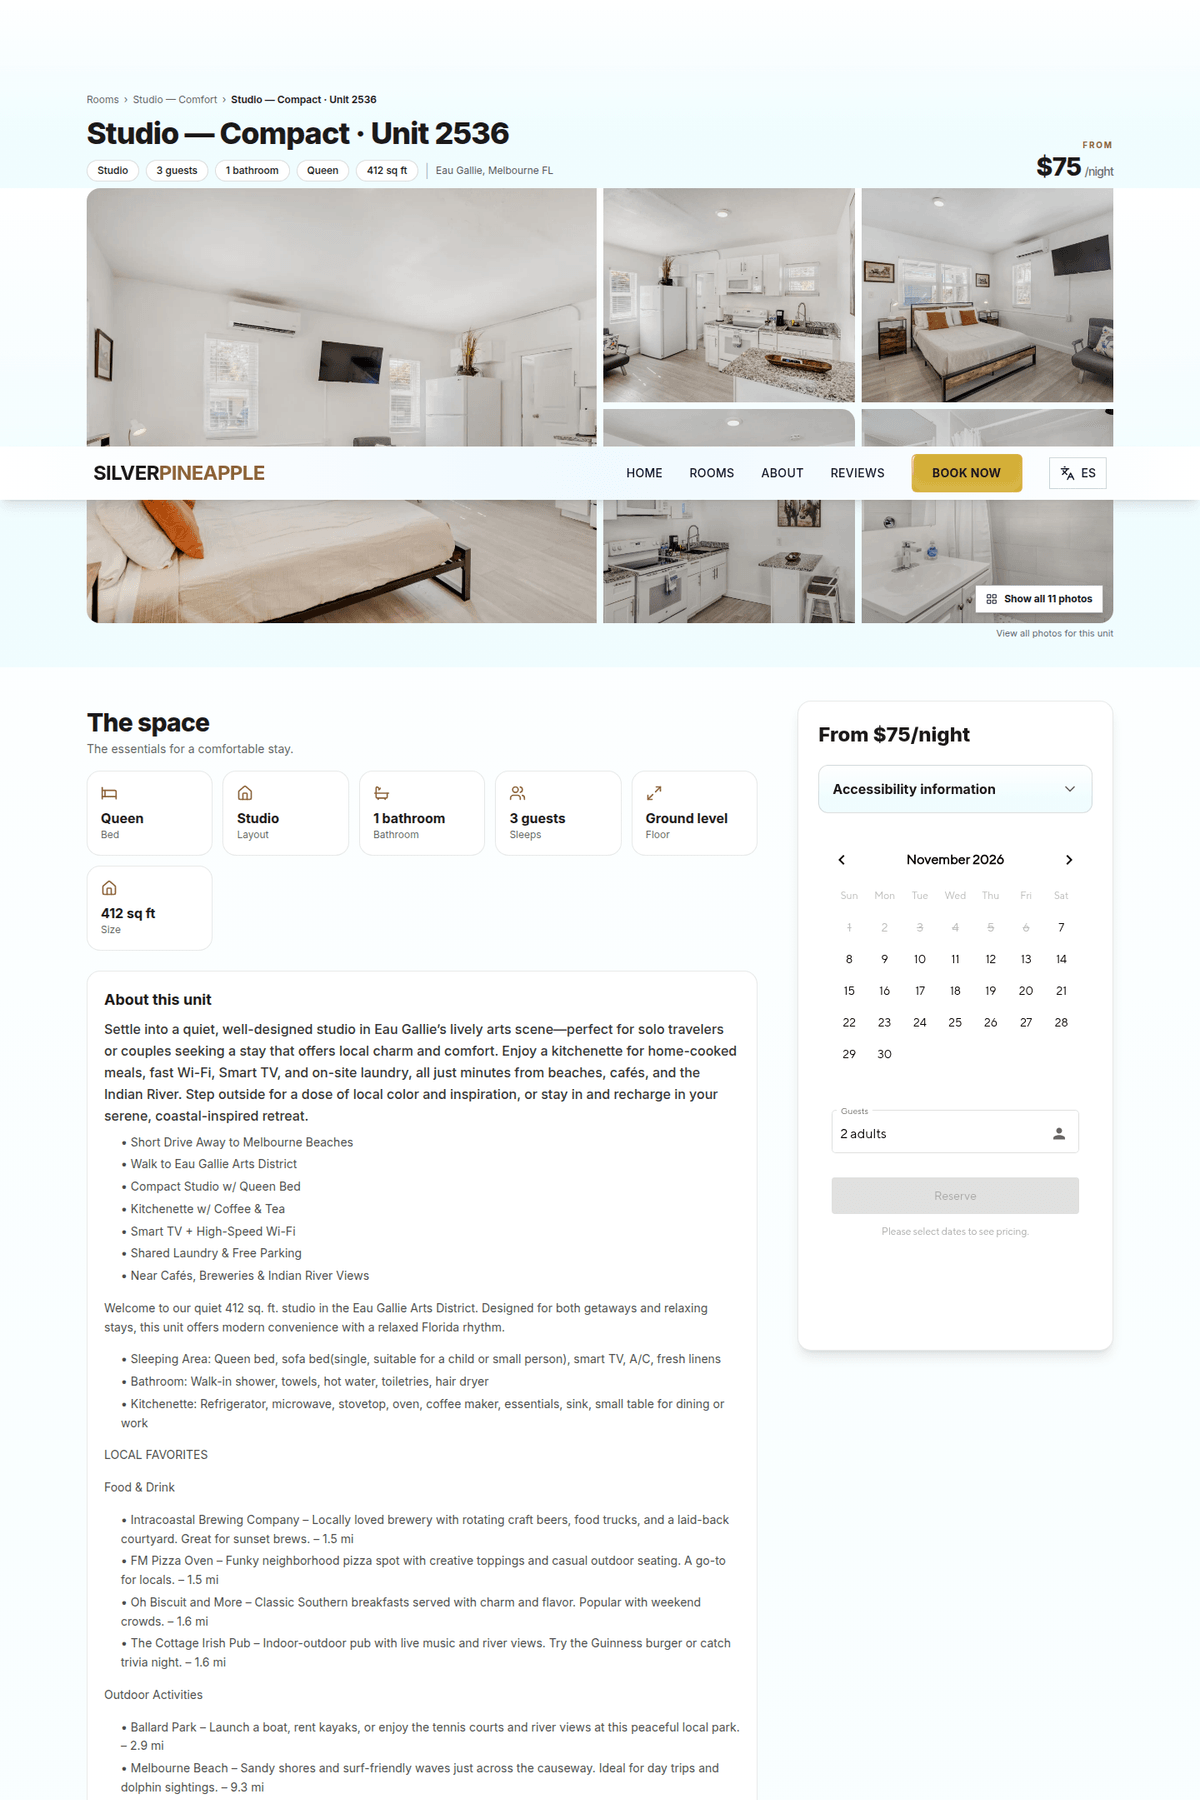 Rooms › Studio — Comfort › Studio — Compact · Unit 2536
Studio — Compact · Unit 2536
Studio 3 guests 1 bathroom Queen 412 sq ft Eau Gallie, Melbourne FL
FROM
$75 /night
SILVERPINEAPPLE HOME ROOMS ABOUT REVIEWS BOOK NOW ES
Show all 11 photos
View all photos for this unit
The space
The essentials for a comfortable stay.
Queen
Bed
Studio
Layout
1 bathroom
Bathroom
3 guests
Sleeps
Ground level
Floor
412 sq ft
Size
About this unit
Settle into a quiet, well-designed studio in Eau Gallie’s lively arts scene—perfect for solo travelers
or couples seeking a stay that offers local charm and comfort. Enjoy a kitchenette for home-cooked
meals, fast Wi-Fi, Smart TV, and on-site laundry, all just minutes from beaches, cafés, and the
Indian River. Step outside for a dose of local color and inspiration, or stay in and recharge in your
serene, coastal-inspired retreat.
• Short Drive Away to Melbourne Beaches
• Walk to Eau Gallie Arts District
• Compact Studio w/ Queen Bed
• Kitchenette w/ Coffee & Tea
• Smart TV + High-Speed Wi-Fi
• Shared Laundry & Free Parking
• Near Cafés, Breweries & Indian River Views
Welcome to our quiet 412 sq. ft. studio in the Eau Gallie Arts District. Designed for both getaways and relaxing
stays, this unit offers modern convenience with a relaxed Florida rhythm.
• Sleeping Area: Queen bed, sofa bed(single, suitable for a child or small person), smart TV, A/C, fresh linens
• Bathroom: Walk-in shower, towels, hot water, toiletries, hair dryer
• Kitchenette: Refrigerator, microwave, stovetop, oven, coffee maker, essentials, sink, small table for dining or
work
LOCAL FAVORITES
Food & Drink
• Intracoastal Brewing Company – Locally loved brewery with rotating craft beers, food trucks, and a laid-back
courtyard. Great for sunset brews. – 1.5 mi
• FM Pizza Oven – Funky neighborhood pizza spot with creative toppings and casual outdoor seating. A go-to
for locals. – 1.5 mi
• Oh Biscuit and More – Classic Southern breakfasts served with charm and flavor. Popular with weekend
crowds. – 1.6 mi
• The Cottage Irish Pub – Indoor-outdoor pub with live music and river views. Try the Guinness burger or catch
trivia night. – 1.6 mi
Outdoor Activities
• Ballard Park – Launch a boat, rent kayaks, or enjoy the tennis courts and river views at this peaceful local park.
– 2.9 mi
• Melbourne Beach – Sandy shores and surf-friendly waves just across the causeway. Ideal for day trips and
dolphin sightings. – 9.3 mi
From $75/night
Accessibility information
November 2026
Sun Mon Tue Wed Thu Fri Sat
1 2 3 4 5 6 7
8 9 10 11 12 13 14
15 16 17 18 19 20 21
22 23 24 25 26 27 28
29 30
Guests
2 adults
Reserve
Please select dates to see pricing.